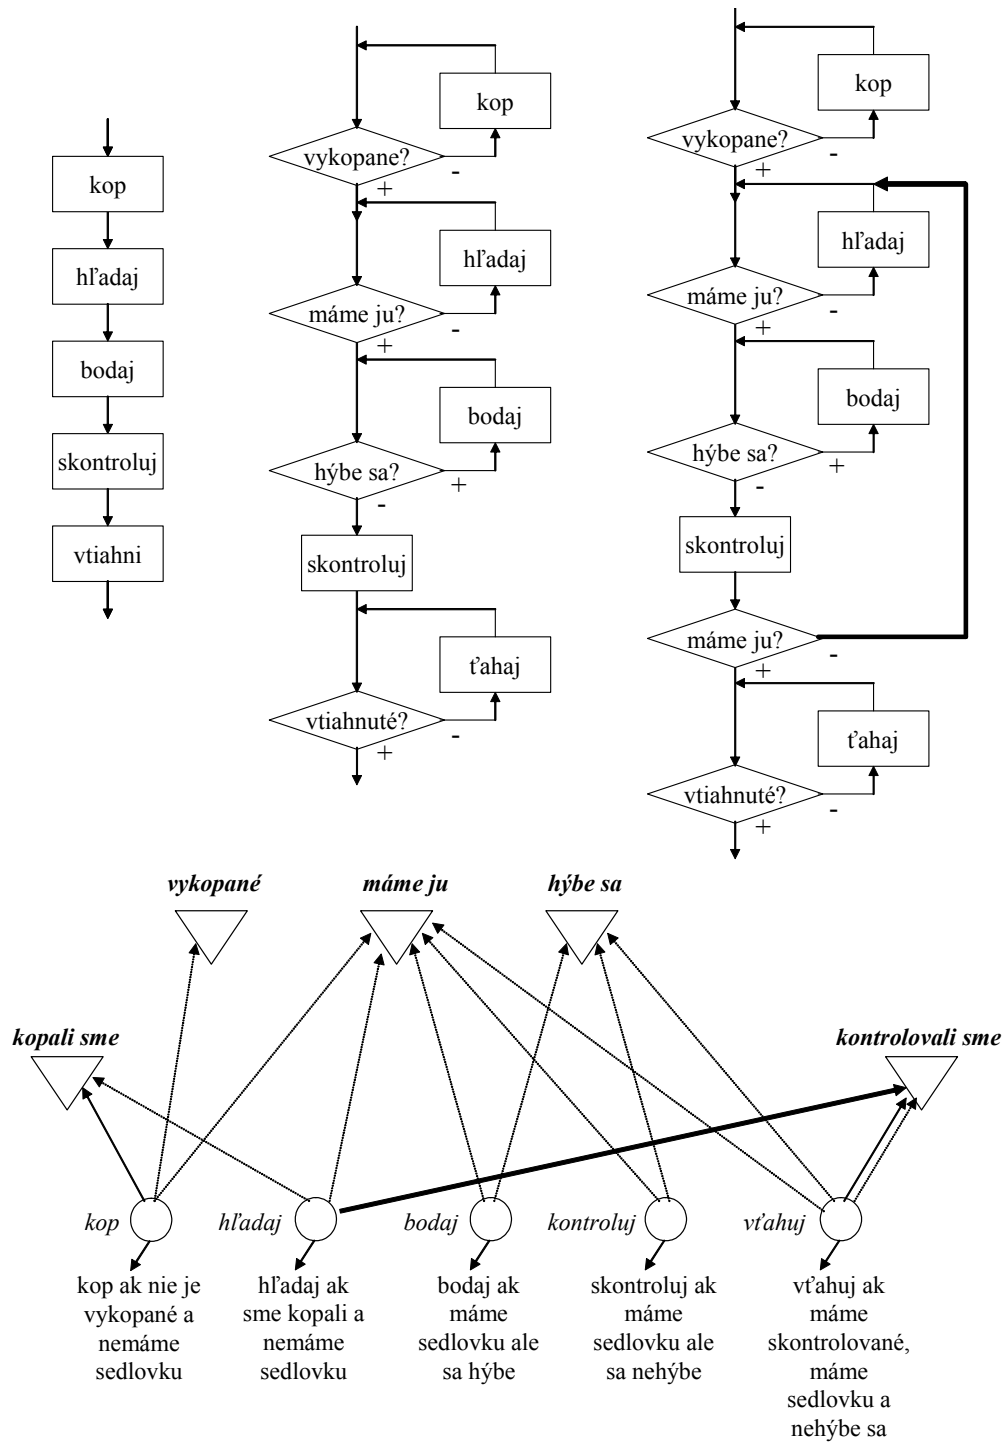 kop
hľadaj
bodaj
skontroluj
vtiahni
kop
vykopane?
-
+
hľadaj
máme ju?
-
+
bodaj
hýbe sa?
+
-
skontroluj
ťahaj
vtiahnuté?
-
+
kop
vykopane?
-
+
hľadaj
máme ju?
-
+
bodaj
hýbe sa?
+
-
skontroluj
máme ju?
-
+
ťahaj
vtiahnuté?
-
+
vykopané
máme ju
hýbe sa
kopali sme
kontrolovali sme
kop
hľadaj
bodaj
kontroluj
vťahuj
kop ak nie je
vykopané a
nemáme
sedlovku
hľadaj ak
sme kopali a
nemáme
sedlovku
bodaj ak
máme
sedlovku ale
sa hýbe
skontroluj ak
máme
sedlovku ale
sa nehýbe
vťahuj ak
máme
skontrolované,
máme
sedlovku a
nehýbe sa